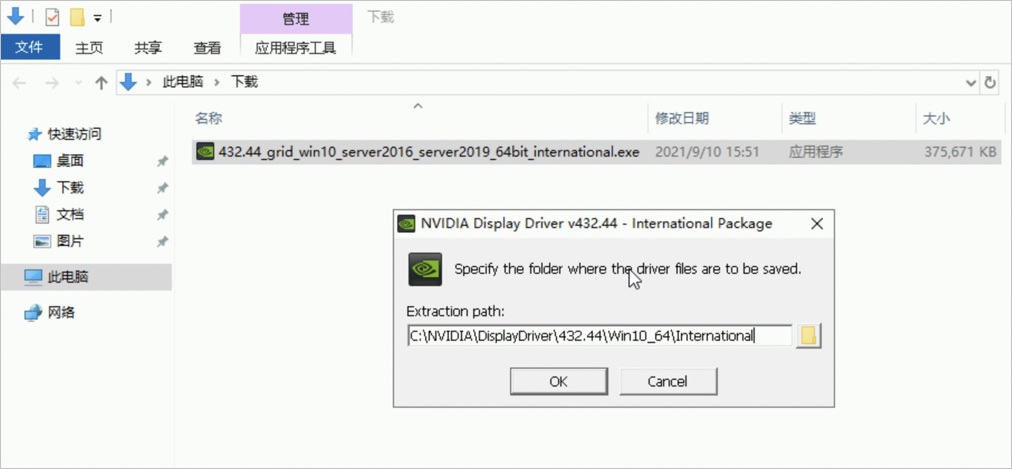 管理
下载
文件
主页
共享
查看
应用程序工具
此电脑
下载
名称
修改日期
类型
大小
快速访问
桌面
下载
文档
图片
此电脑
网络
432.44_grid_win10_server2016_server2019_64bit_international.exe
2021/9/10 15:51
应用程序
375,671 KB
NVIDIA Display Driver v432.44 - International Package
Specify the folder where the driver files are to be saved.
Extraction path:
C:\NVIDIA\DisplayDriver\432.44\Win10_64\International
OK
Cancel